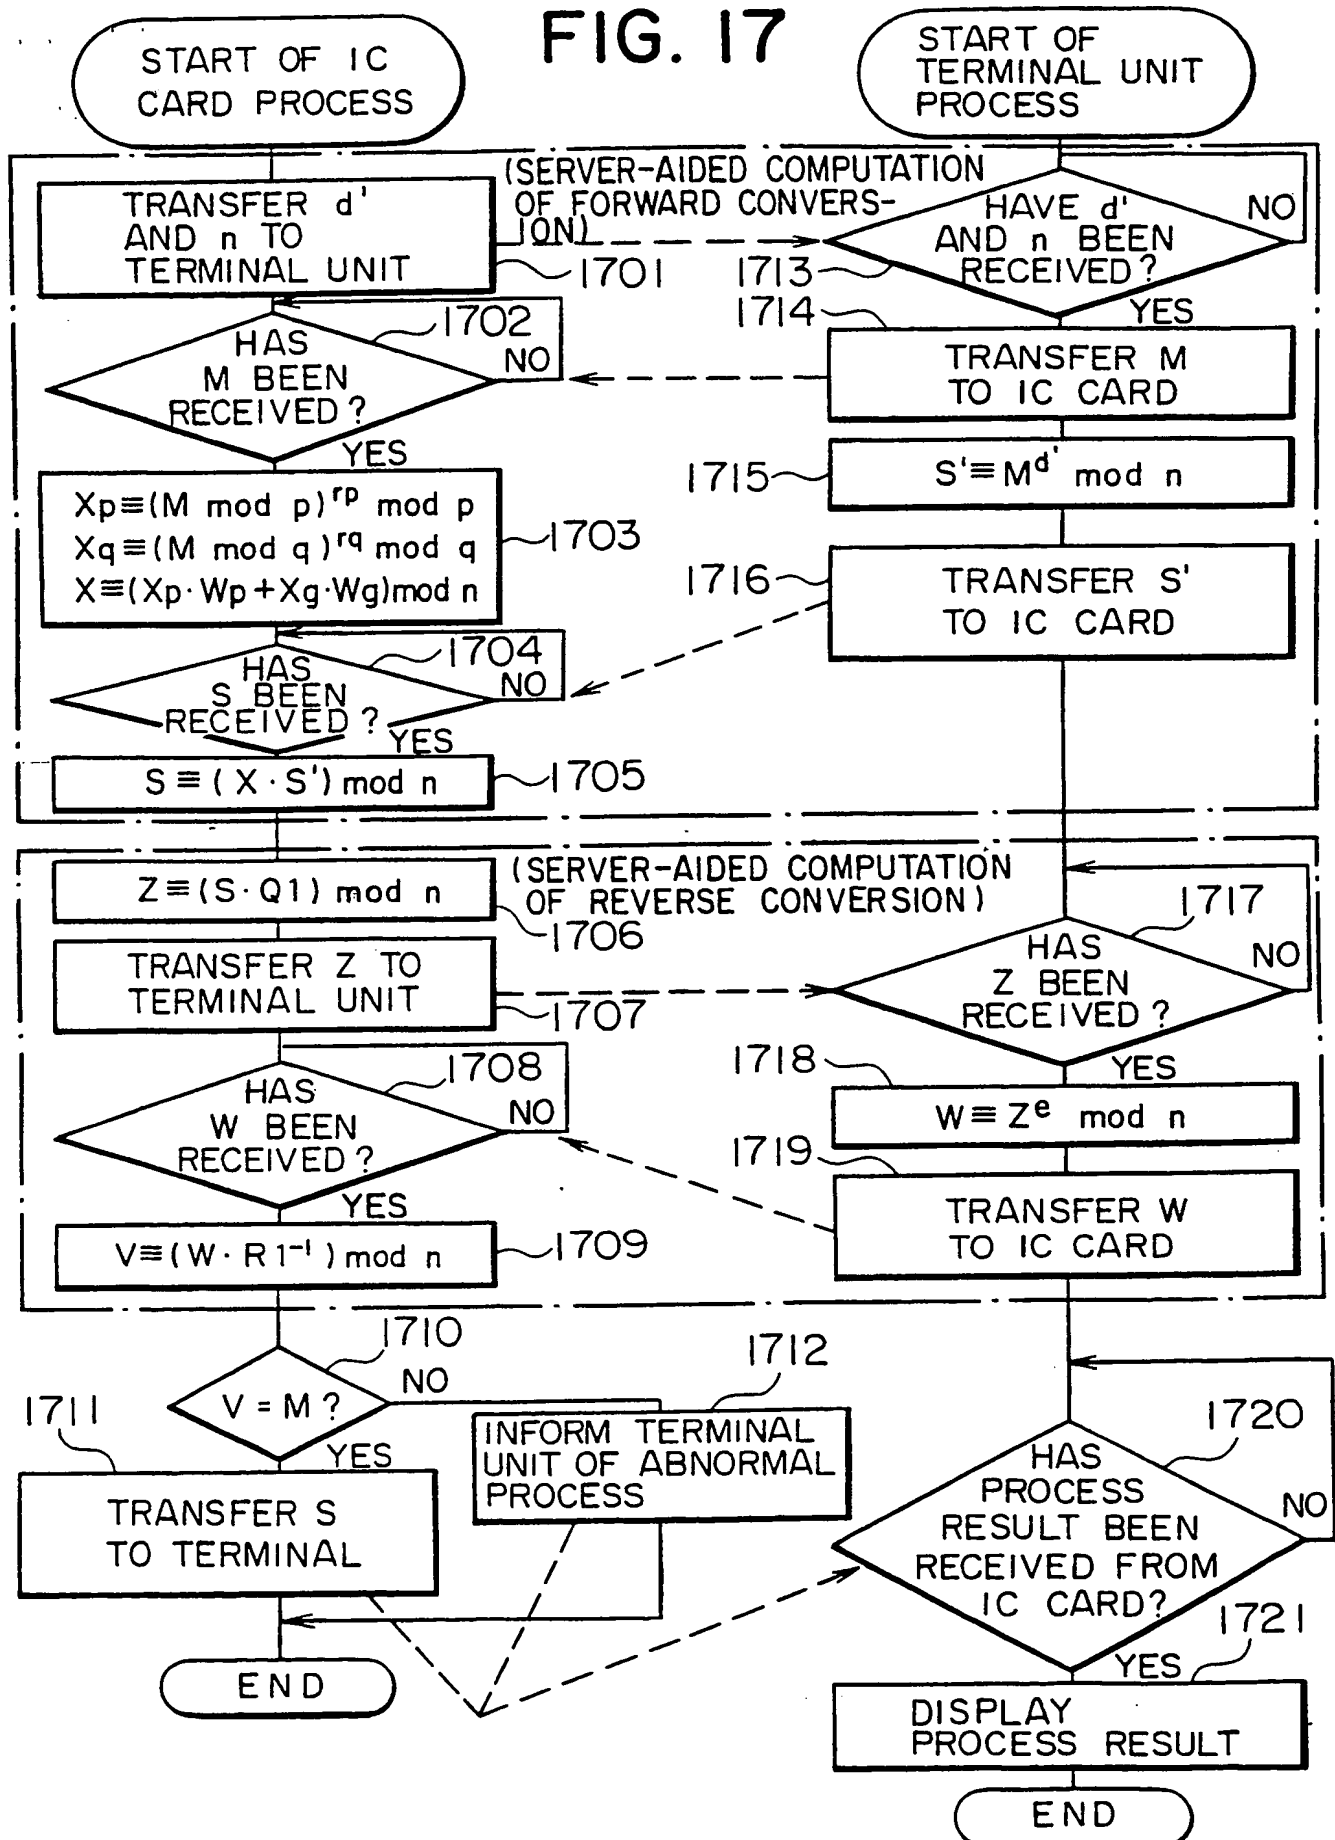 FIG. 17
START OF IC
CARD PROCESS
START OF
TERMINAL UNIT
PROCESS
(SERVER-AIDED COMPUTATION
OF FORWARD CONVERS-
ION)
TRANSFER d'
AND n TO
TERMINAL UNIT
1701
HAVE d'
AND n BEEN
RECEIVED?
NO
1713
YES
1702
HAS
M BEEN
RECEIVED?
NO
YES
1714
TRANSFER M
TO IC CARD
Xp≡(M mod p)^rp mod p
Xq≡(M mod q)^rq mod q
X≡(Xp·Wp+Xg·Wg)mod n
1703
1715
S'≡M^d' mod n
1716
TRANSFER S'
TO IC CARD
1704
HAS
S BEEN
RECEIVED?
NO
YES
S≡(X·S') mod n
1705
(SERVER-AIDED COMPUTATION
OF REVERSE CONVERSION)
Z≡(S·Q1) mod n
1706
TRANSFER Z TO
TERMINAL UNIT
1707
1717
HAS
Z BEEN
RECEIVED?
NO
YES
1708
HAS
W BEEN
RECEIVED?
NO
YES
1718
W≡Z^e mod n
1719
TRANSFER W
TO IC CARD
V≡(W·R1⁻¹) mod n
1709
1710
V=M?
NO
YES
1711
TRANSFER S
TO TERMINAL
1712
INFORM TERMINAL
UNIT OF ABNORMAL
PROCESS
END
1720
HAS
PROCESS
RESULT BEEN
RECEIVED FROM
IC CARD?
NO
YES
1721
DISPLAY
PROCESS RESULT
END